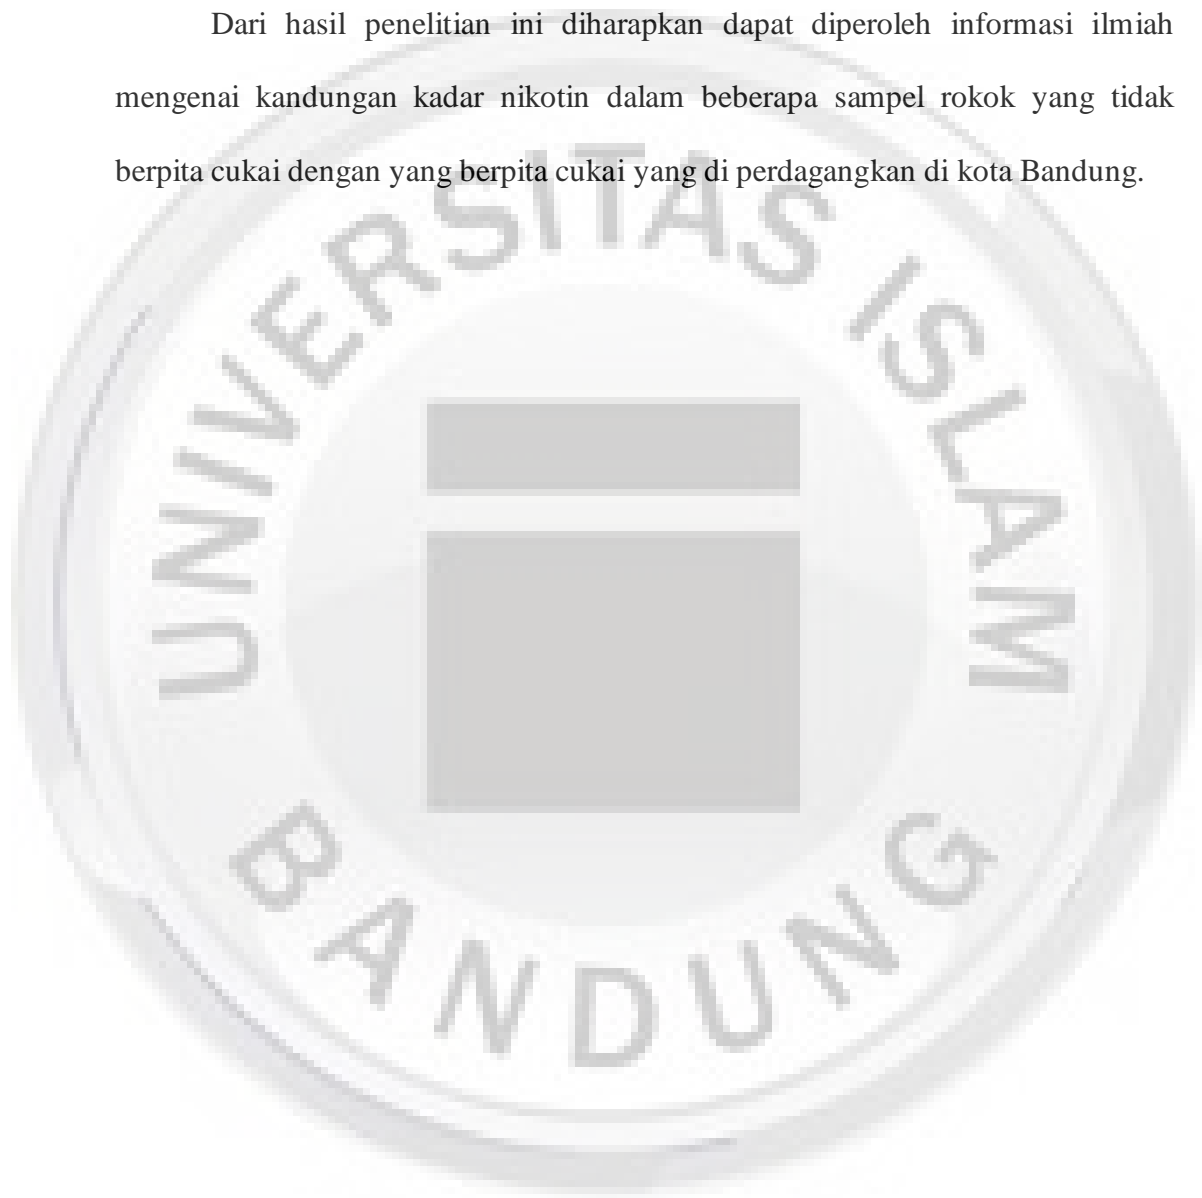 Dari hasil penelitian ini diharapkan dapat diperoleh informasi ilmiah
mengenai kandungan kadar nikotin dalam beberapa sampel rokok yang tidak
berpita cukai dengan yang berpita cukai yang di perdagangkan di kota Bandung.
UNIVERSITAS ISLAM
BANDUNG